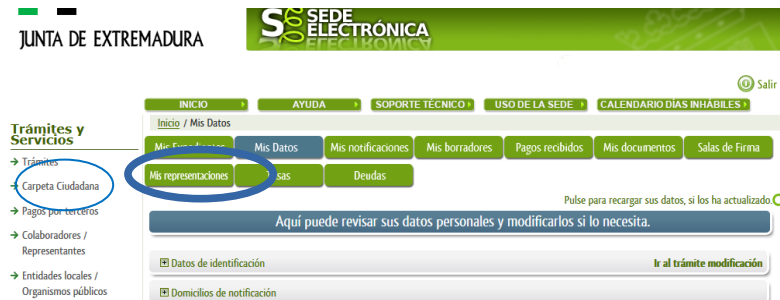 JUNTA DE EXTREMADURA
SEDE
ELECTRÓNICA
Salir
INICIO
AYUDA
SOPORTE TÉCNICO
USO DE LA SEDE
CALENDARIO DÍAS INHÁBILES
Inicio / Mis Datos
Trámites y
Servicios
Trámites
Carpeta Ciudadana
Pagos por terceros
Colaboradores /
Representantes
Entidades locales /
Organismos públicos
Mis Expedientes
Mis Datos
Mis notificaciones
Mis borradores
Pagos recibidos
Mis documentos
Salas de Firma
Mis representaciones
Deudas
Pulse para recargar sus datos, si los ha actualizado.
Aquí puede revisar sus datos personales y modificarlos si lo necesita.
Datos de identificación
Ir al trámite modificación
Domicilios de notificación